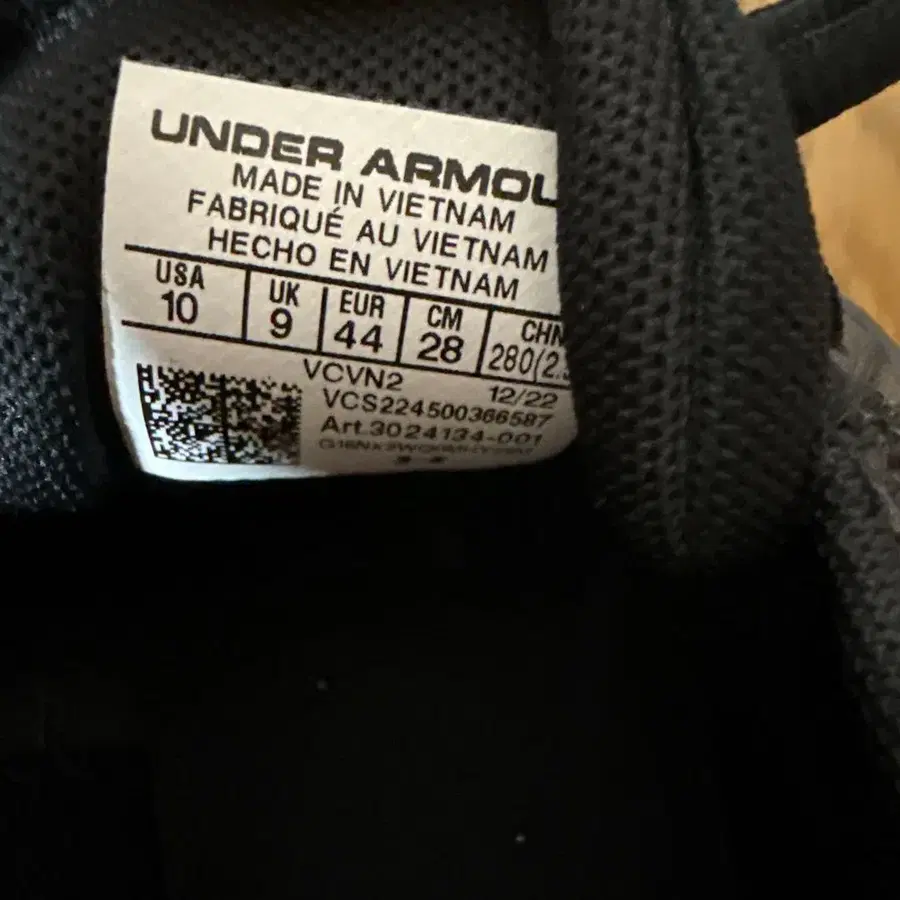 UNDER ARMOU
MADE IN VIETNAM
FABRIQUÉ AU VIETNAM
HECHO EN VIETNAM
USA UK EUR CM CHN
10 9 44 28 280(2.
VCVN2 12/22
VCS224500366587
Art.3024134-001